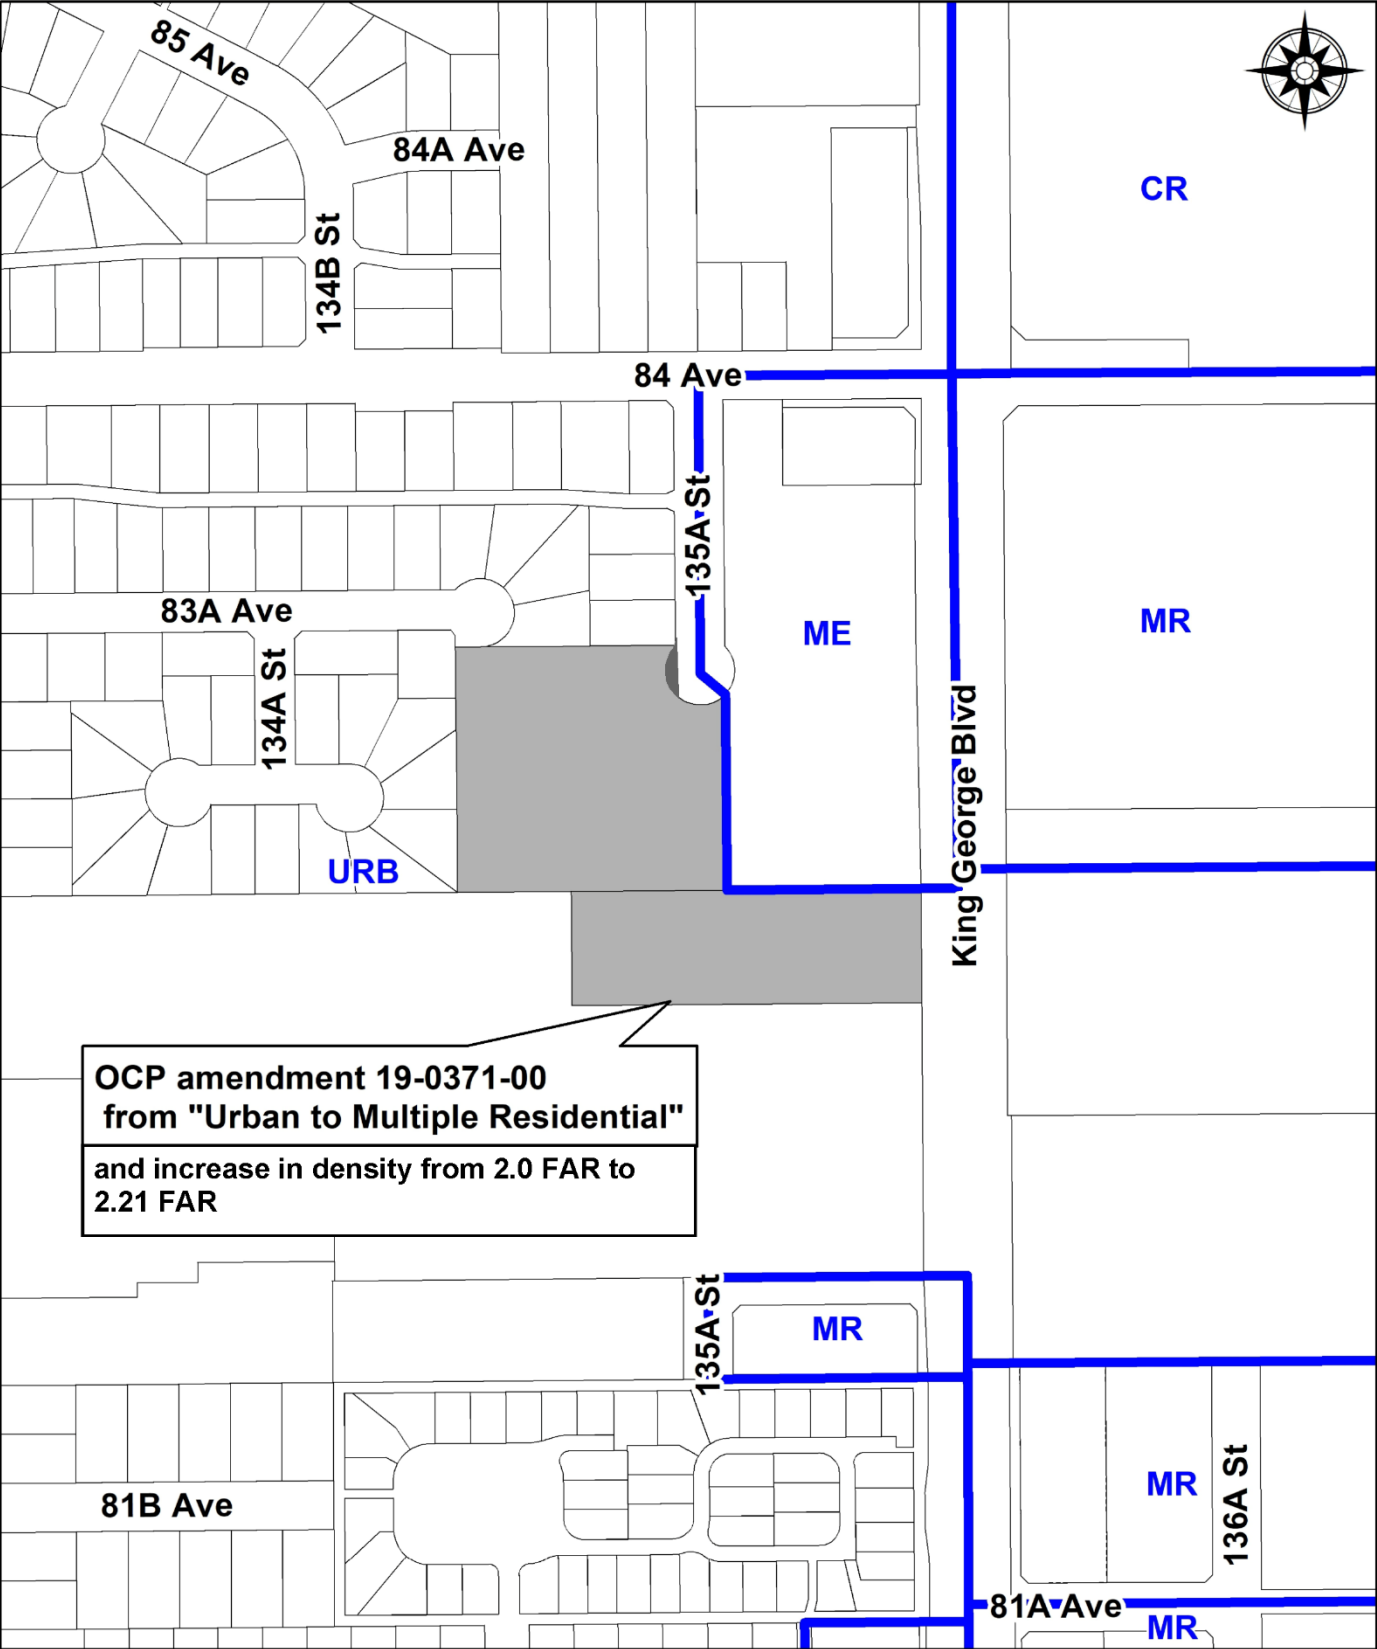 85 Ave
84A Ave
CR
134B St
84 Ave
135A St
83A Ave
ME
MR
134A St
King George Blvd
URB
OCP amendment 19-0371-00
from "Urban to Multiple Residential"
and increase in density from 2.0 FAR to
2.21 FAR
135A St
MR
81B Ave
MR
136A St
81A Ave
MR